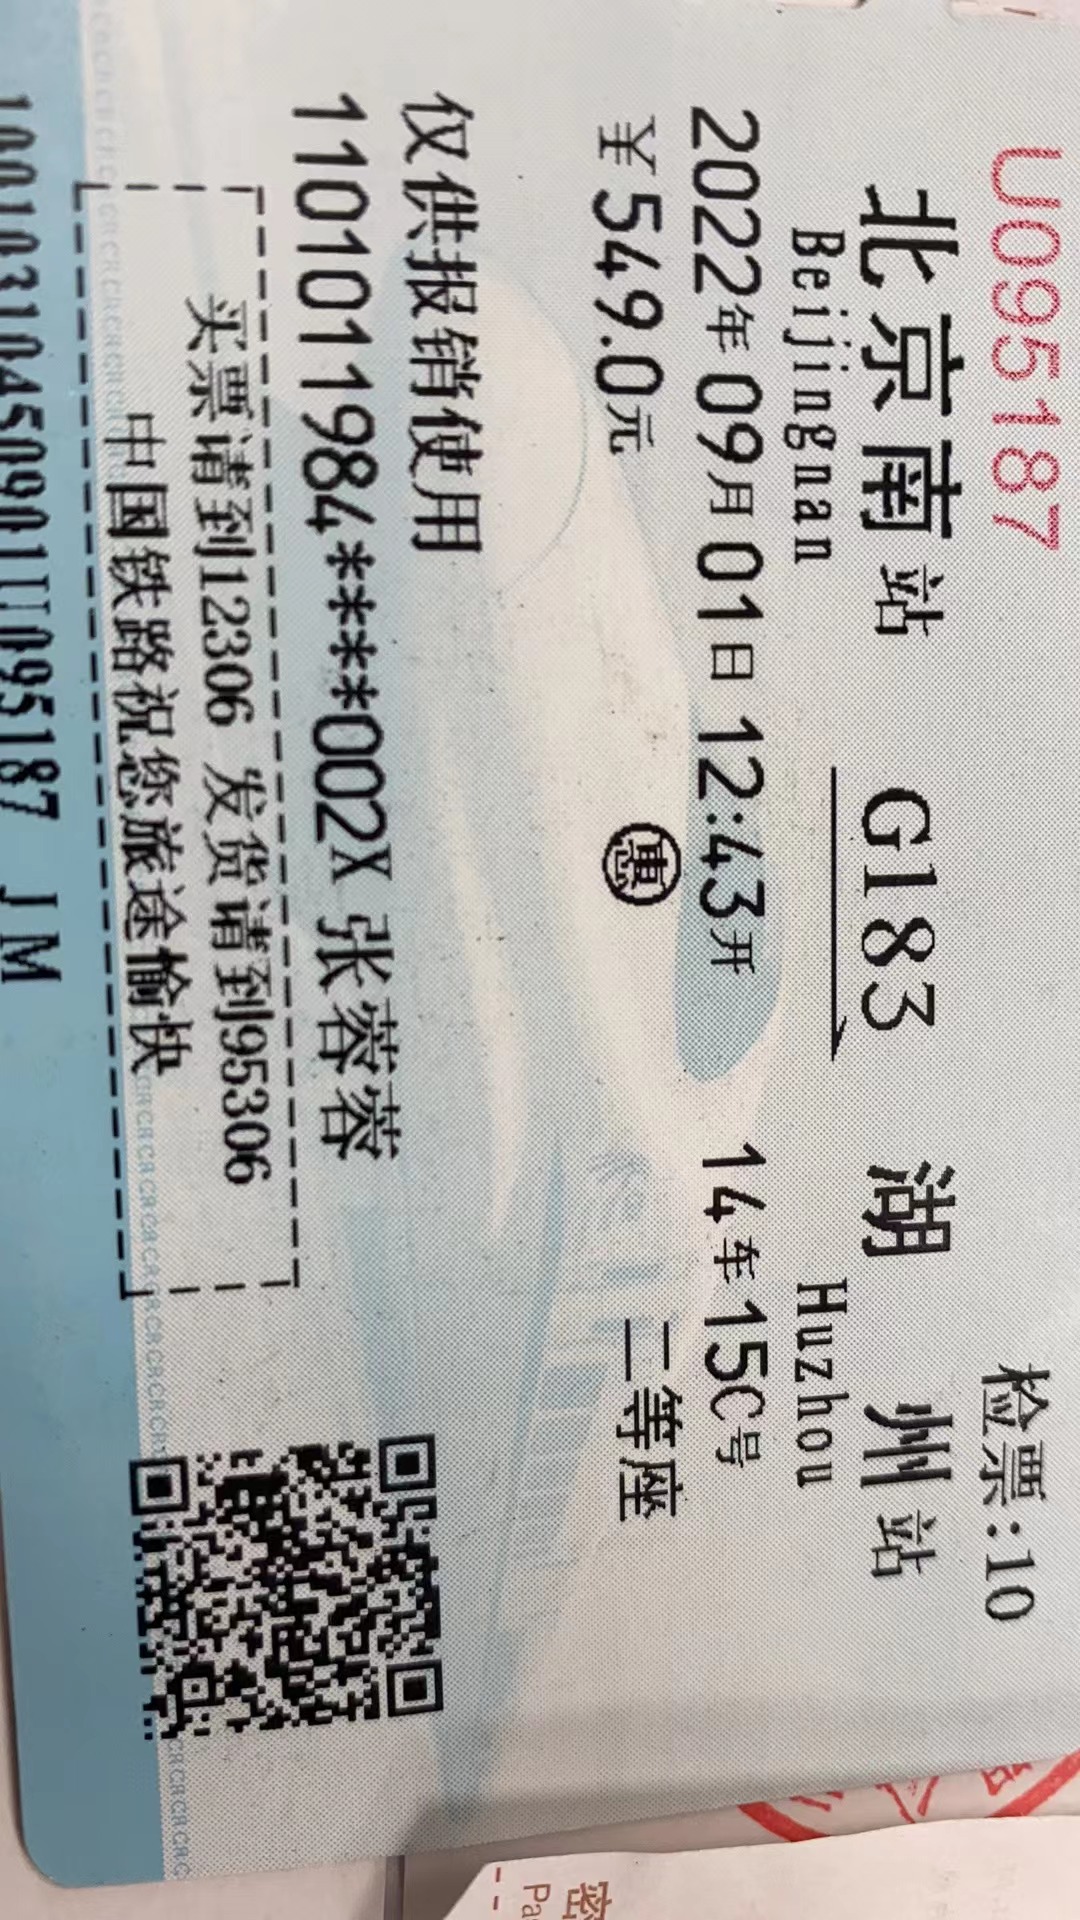 U095187 检票:10
北京南站 G183 湖州站
Beijingnan Huzhou
2022年09月01日12:43开 14车15C号
￥549.0元 惠 二等座
仅供报销使用
1101011984****002X 张蓉蓉
买票请到12306 发货请到95306
中国铁路祝您旅途愉快
10010310450901U095187 JM